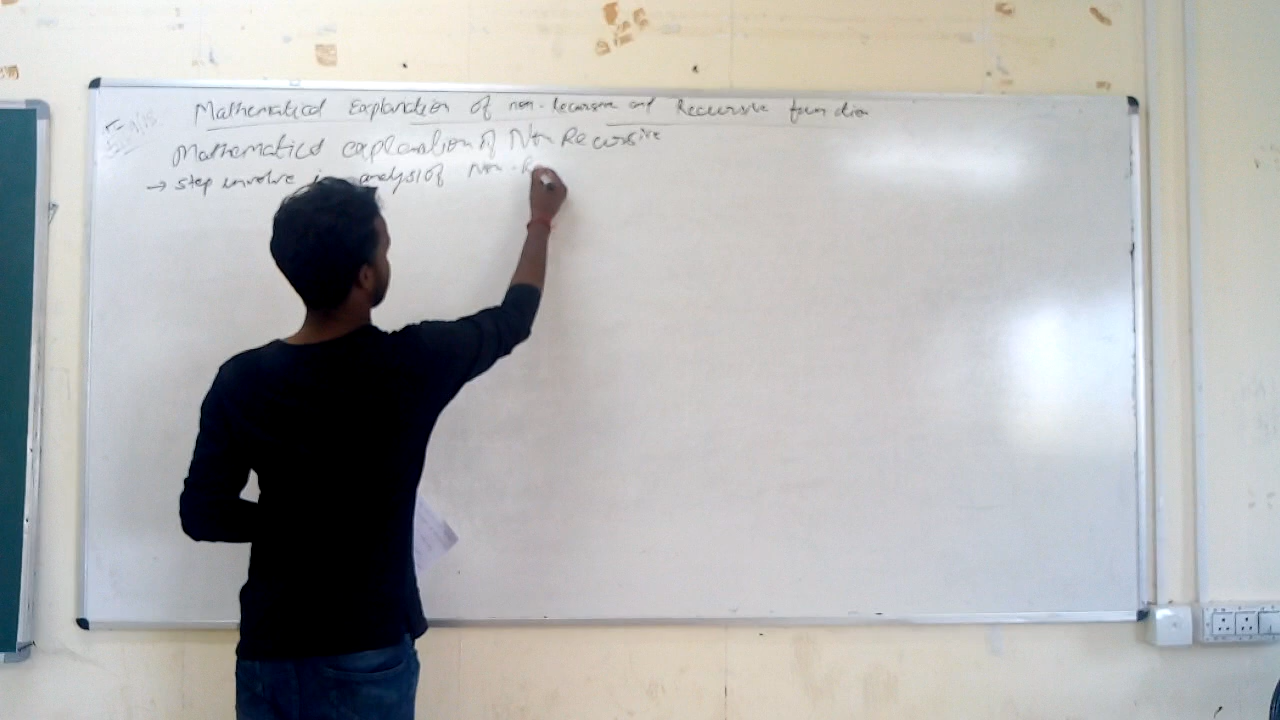 Mathematical Explanation of non-recursive and Recursive function
Mathematical explanation of Non Recursive
→ step involve in analysis of Non-R